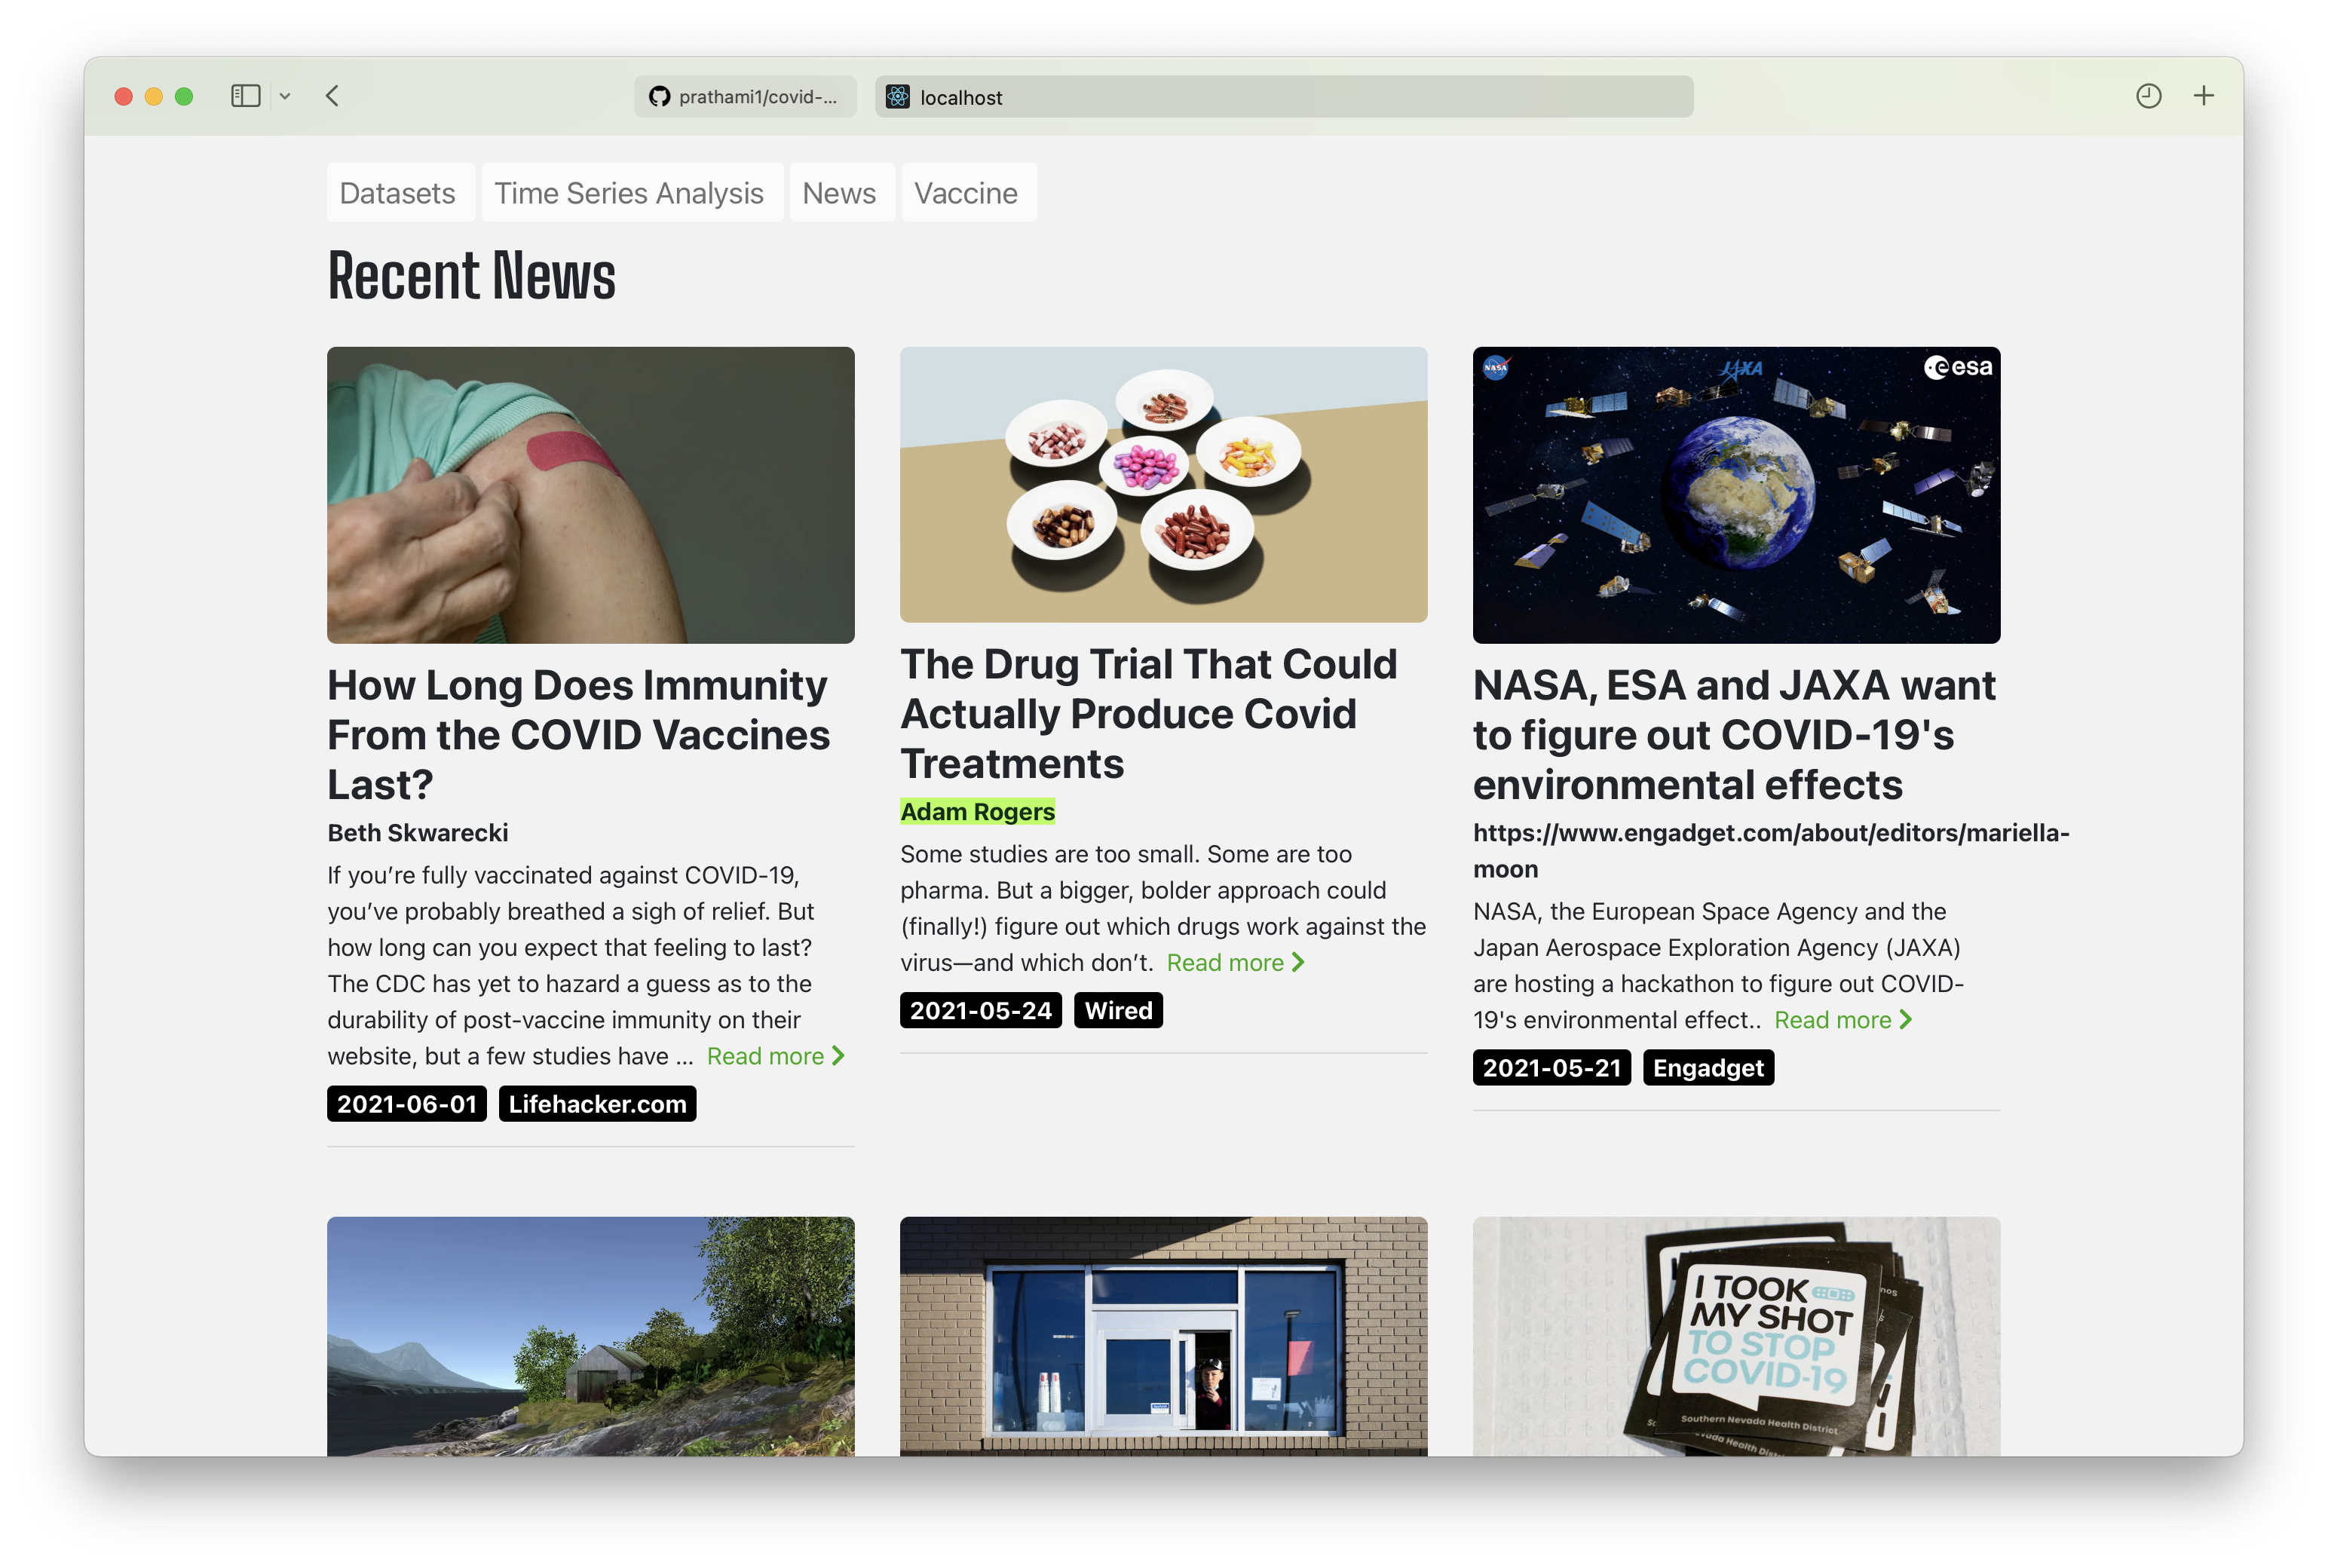 prathami1/covid-...
localhost
Datasets
Time Series Analysis
News
Vaccine
Recent News
How Long Does Immunity
From the COVID Vaccines
Last?
Beth Skwarecki
If you’re fully vaccinated against COVID-19,
you’ve probably breathed a sigh of relief. But
how long can you expect that feeling to last?
The CDC has yet to hazard a guess as to the
durability of post-vaccine immunity on their
website, but a few studies have ... Read more
2021-06-01
Lifehacker.com
The Drug Trial That Could
Actually Produce Covid
Treatments
Adam Rogers
Some studies are too small. Some are too
pharma. But a bigger, bolder approach could
(finally!) figure out which drugs work against the
virus—and which don’t. Read more
2021-05-24
Wired
NASA
JAXA
esa
NASA, ESA and JAXA want
to figure out COVID-19's
environmental effects
https://www.engadget.com/about/editors/mariella-
moon
NASA, the European Space Agency and the
Japan Aerospace Exploration Agency (JAXA)
are hosting a hackathon to figure out COVID-
19's environmental effect.. Read more
2021-05-21
Engadget
I TOOK
MY SHOT
TO STOP
COVID-19
Southern Nevada Health District